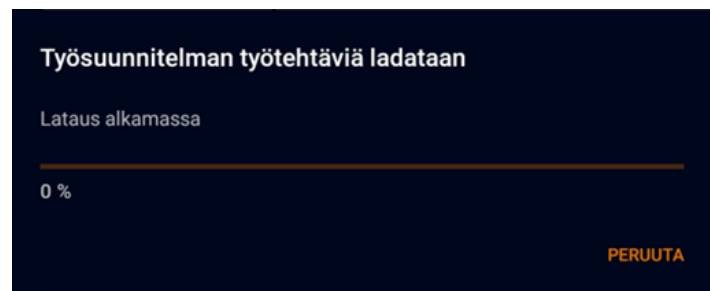 Työsuunnitelman työtehtäviä ladataan
Lataus alkamassa
0 %
PERUUTA